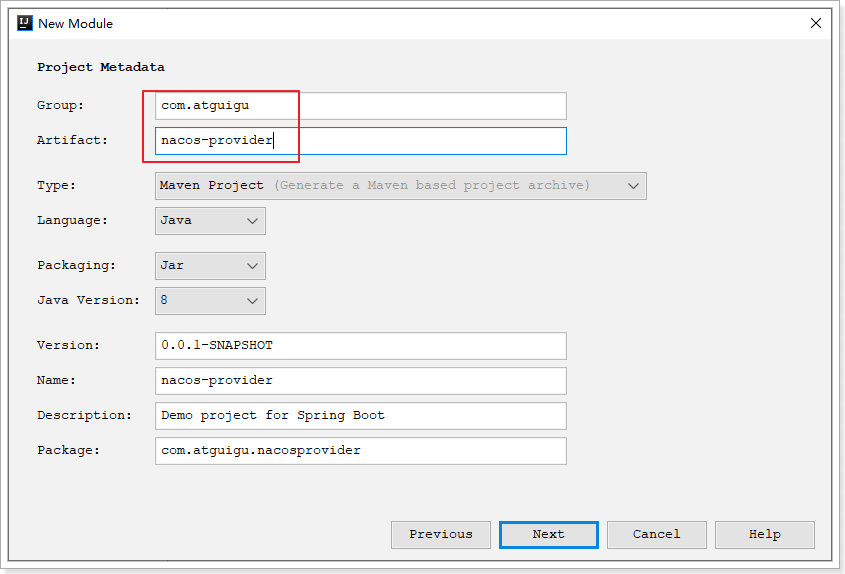 New Module
Project Metadata
Group: com.atguigu
Artifact: nacos-provider
Type: Maven Project (Generate a Maven based project archive)
Language: Java
Packaging: Jar
Java Version: 8
Version: 0.0.1-SNAPSHOT
Name: nacos-provider
Description: Demo project for Spring Boot
Package: com.atguigu.nacosprovider
Previous Next Cancel Help